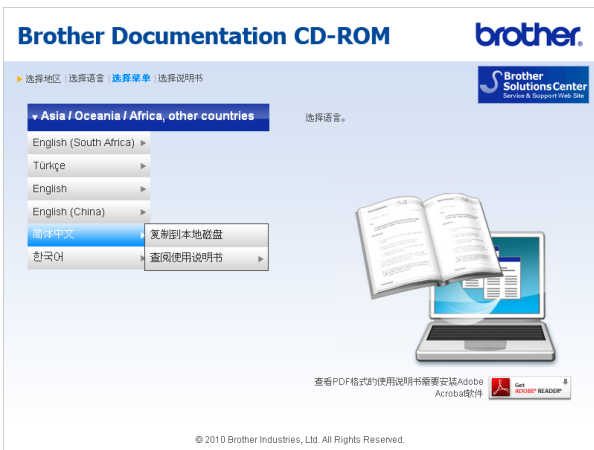 Brother Documentation CD-ROM
brother
选择地区 | 选择语言 | 选择菜单 | 选择说明书
Brother
Solutions Center
Service & Support Web Site
Asia / Oceania / Africa, other countries
选择语言。
English (South Africa)
Türkçe
English
English (China)
简体中文
复制到本地磁盘
한국어
查阅使用说明书
查看PDF格式的使用说明书需要安装Adobe
Acrobat软件
Get
ADOBE® READER®
© 2010 Brother Industries, Ltd. All Rights Reserved.